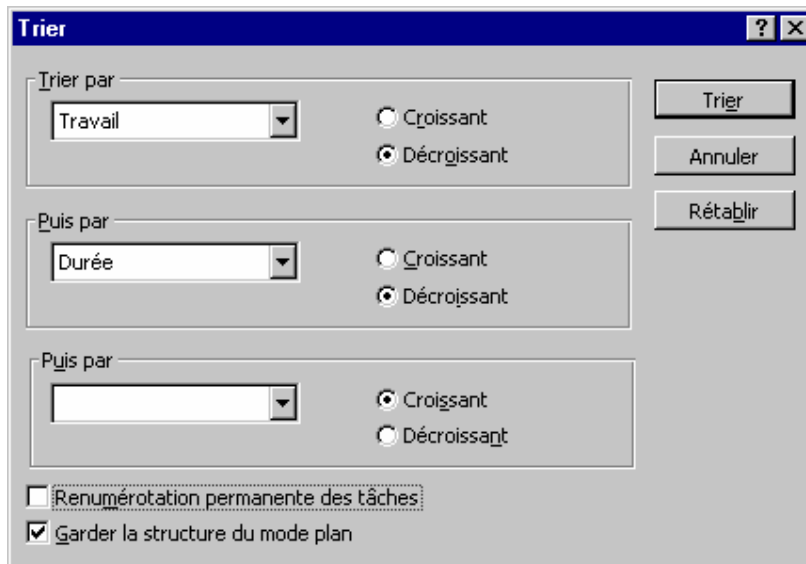 Trier
Trier par
Travail
Croissant
Décroissant
Trier
Annuler
Rétablir
Puis par
Durée
Croissant
Décroissant
Puis par
Croissant
Décroissant
Renumérotation permanente des tâches
Garder la structure du mode plan